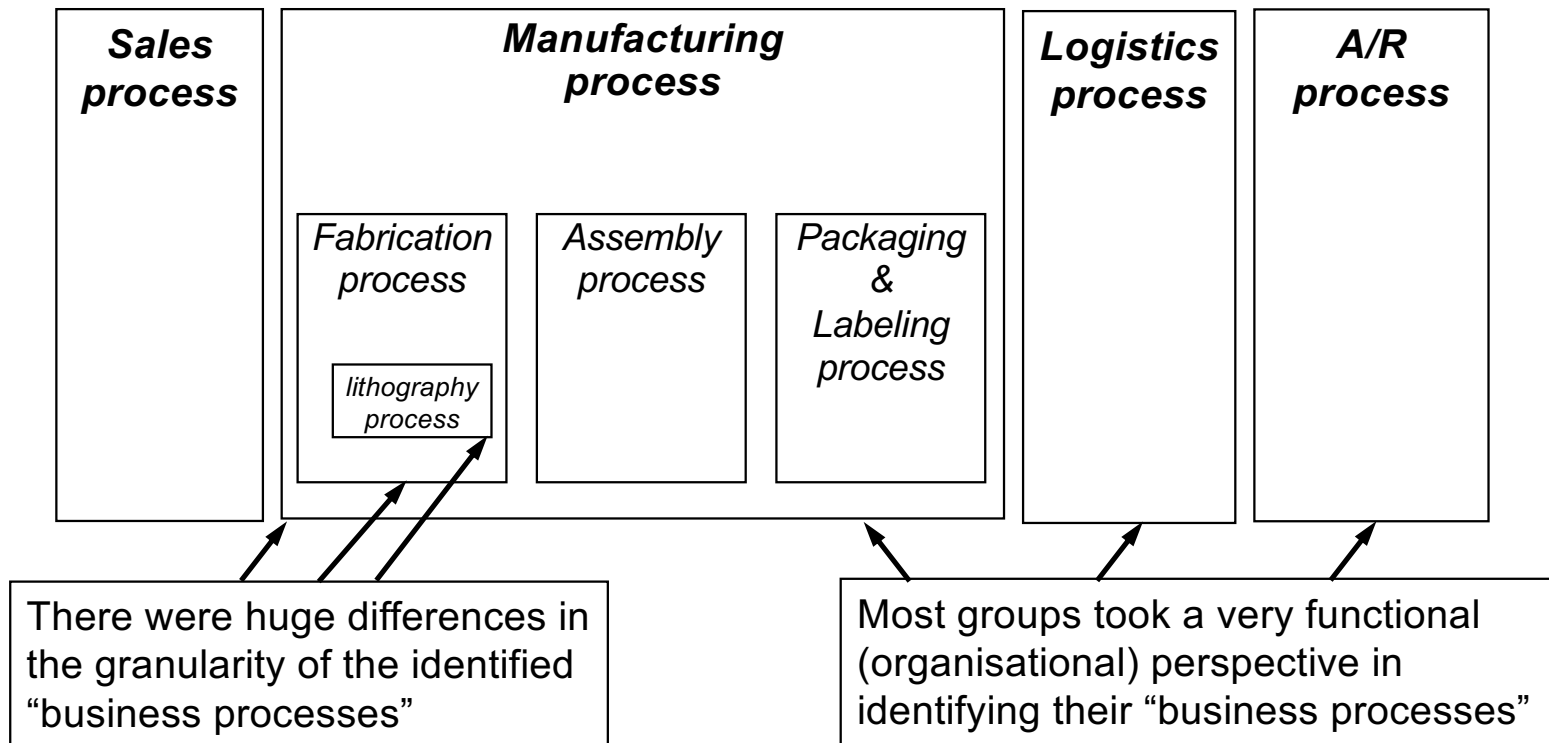 Sales
process
Manufacturing
process
Logistics
process
A/R
process
Fabrication
process
Assembly
process
Packaging
&
Labeling
process
lithography
process
There were huge differences in
the granularity of the identified
“business processes”
Most groups took a very functional
(organisational) perspective in
identifying their “business processes”